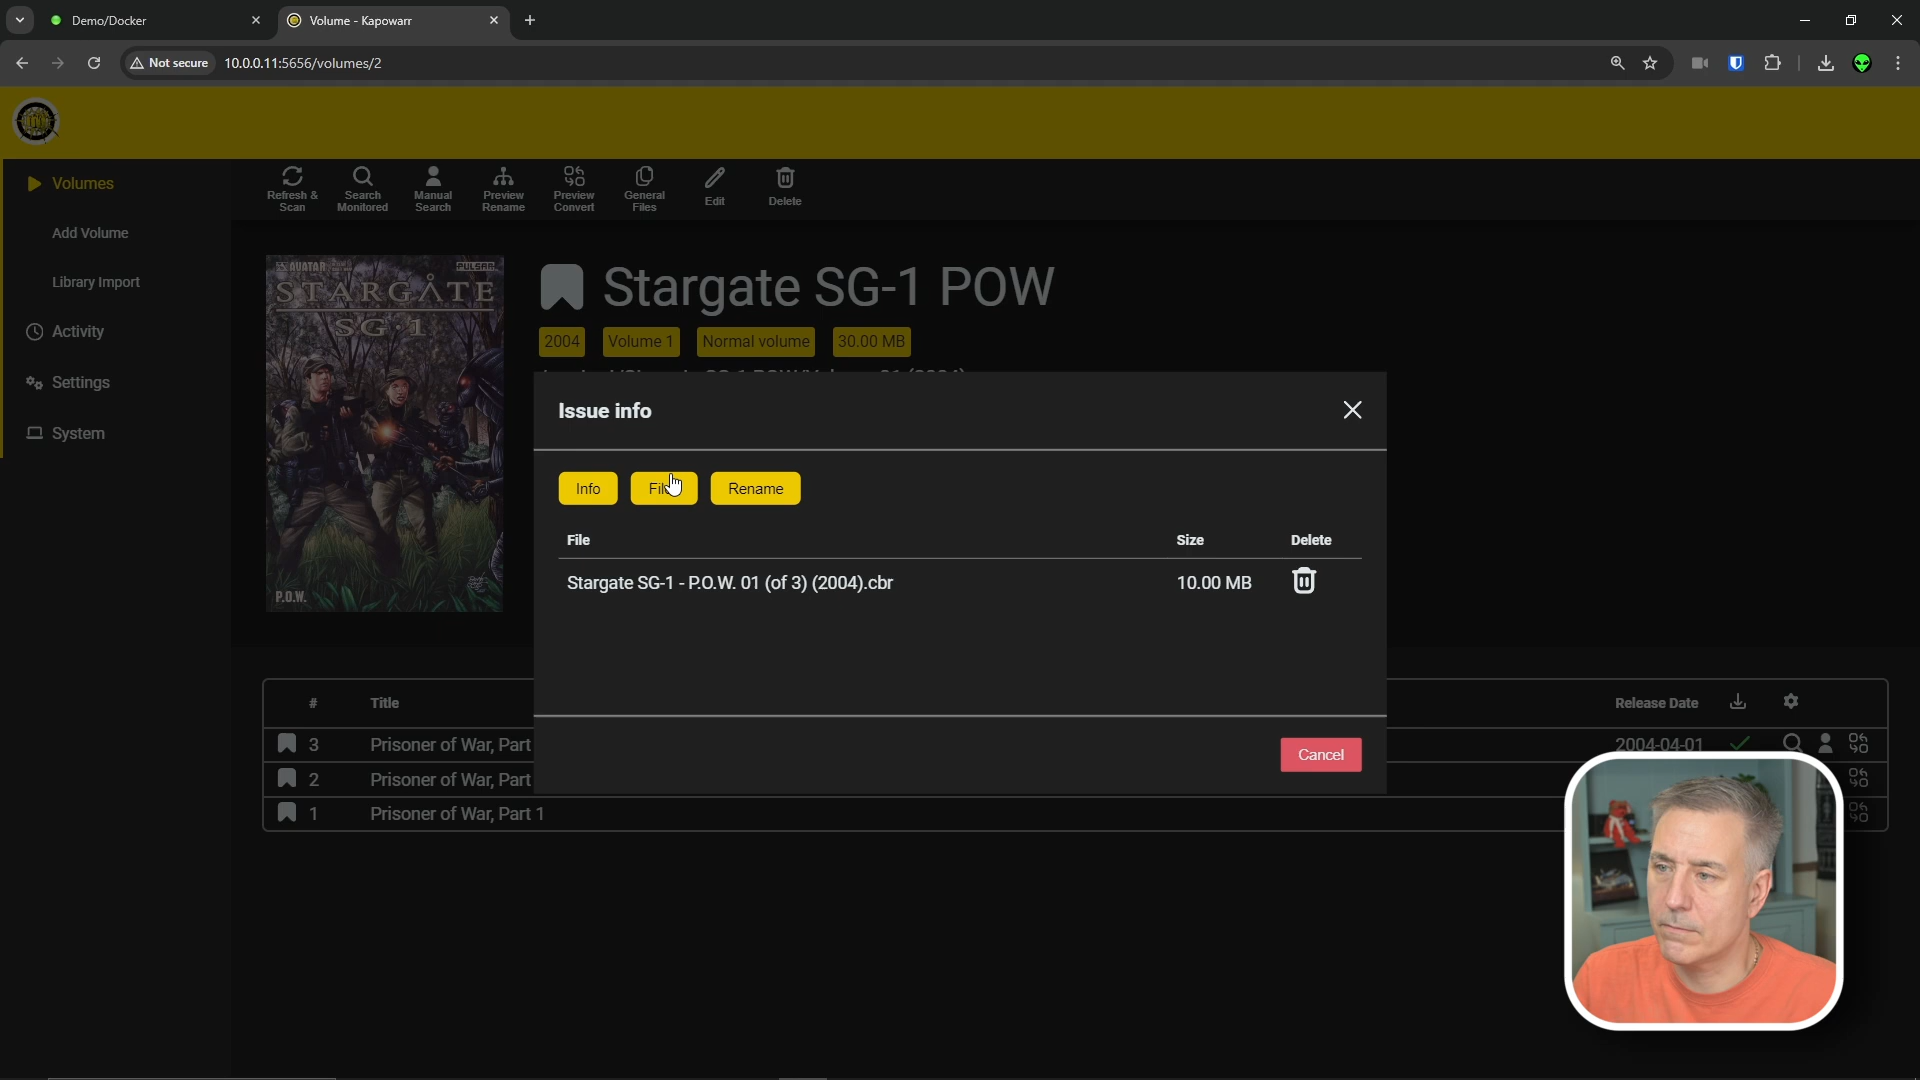 Demo/Docker
Volume - Kapowarr
Not secure
10.0.0.11:5656/volumes/2
Volumes
Add Volume
Library Import
Activity
Settings
System
Refresh & Scan
Search Monitored
Manual Search
Preview Rename
Preview Convert
General Files
Edit
Delete
AVATAR
PULSAR
STARGATE
SG·1
P.O.W.
Stargate SG-1 POW
2004
Volume 1
Normal volume
30.00 MB
Issue info
Info
Rename
File
Size
Delete
Stargate SG-1 - P.O.W. 01 (of 3) (2004).cbr
10.00 MB
Cancel
#
Title
Release Date
3
Prisoner of War, Part
2004-04-01
2
Prisoner of War, Part
1
Prisoner of War, Part 1